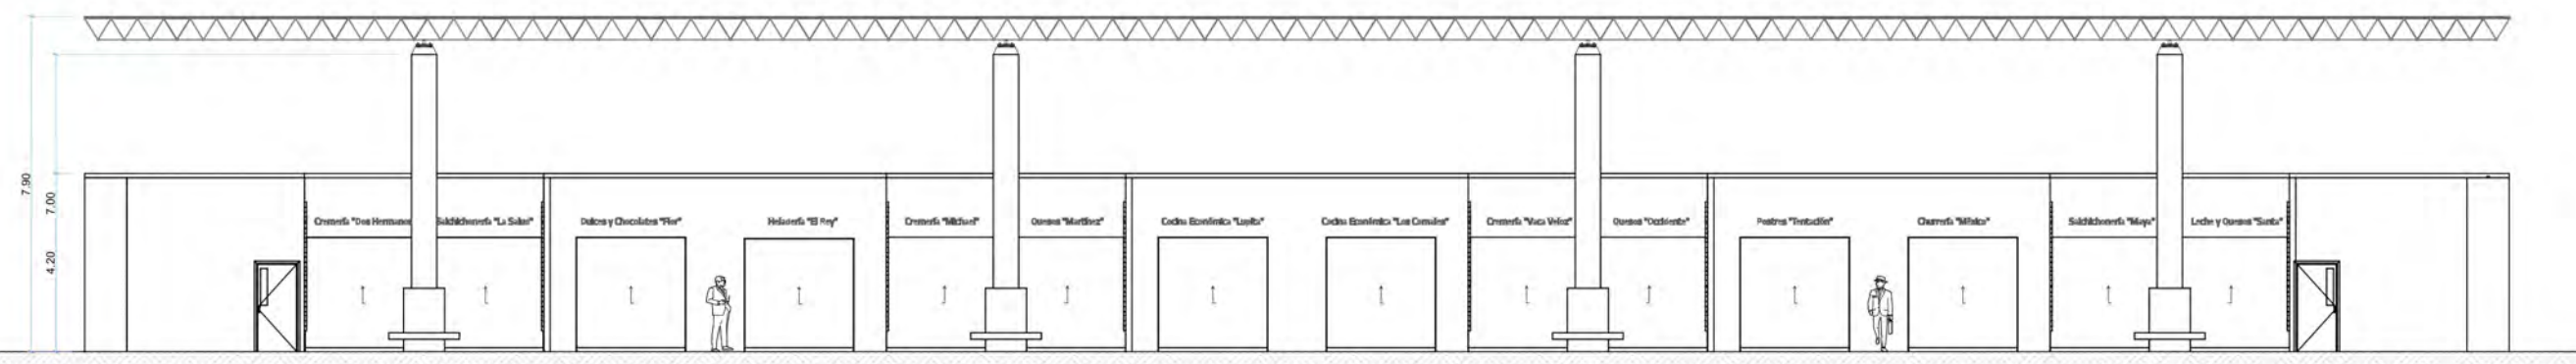 7.90
7.00
4.20
Cremería "Dos Hermanos
Salchichonería "La Salud"
Dulces y Chocolates "Flor"
Heladería "El Rey"
Cremería "Michael"
Quesos "Martínez"
Cocina Económica "Lupita"
Cocina Económica "Los Comales"
Cremería "Vaca Veloz"
Quesos "Occidente"
Postres "Tentación"
Churrería "México"
Salchichonería "Maya"
Leche y Quesos "Santa"